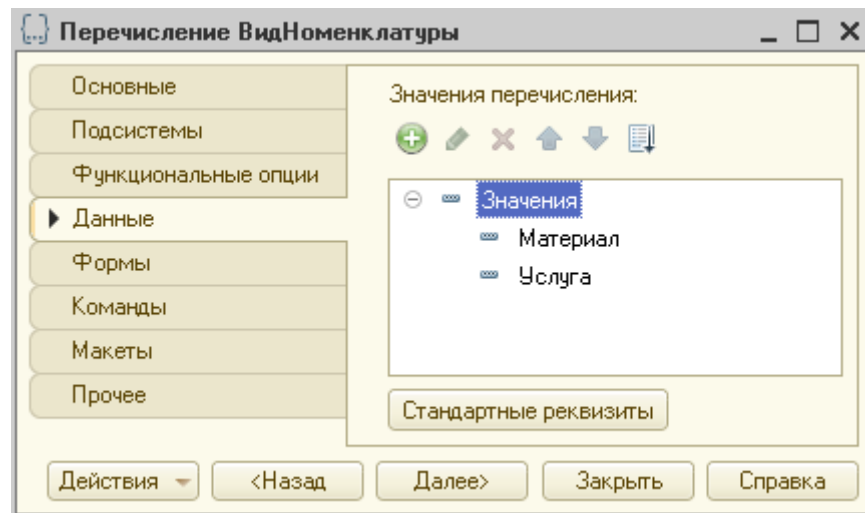 Перечисление ВидНоменклатуры
Основные
Подсистемы
Функциональные опции
Данные
Формы
Команды
Макеты
Прочее
Значения перечисления:
Значения
Материал
Услуга
Стандартные реквизиты
Действия <Назад Далее> Закрыть Справка